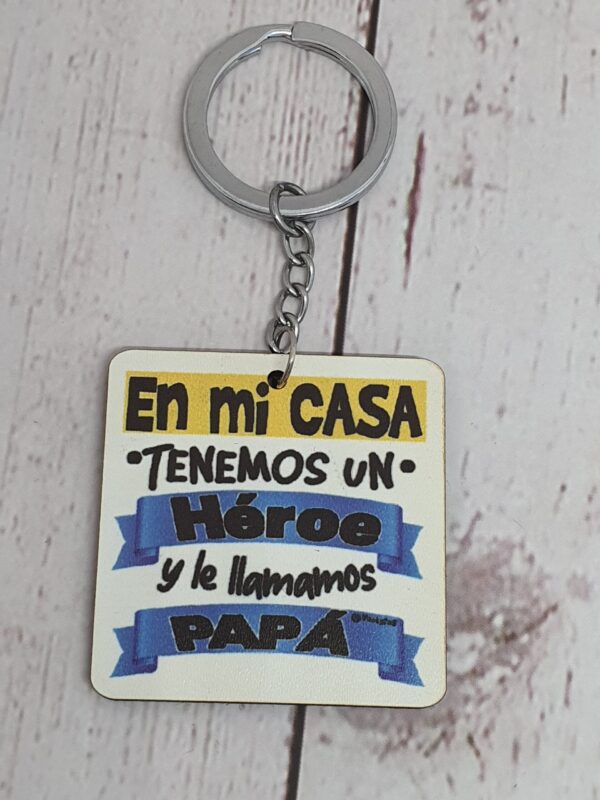 En mi CASA
•TENEMOS UN•
Héroe
y le llamamos
PAPÁ